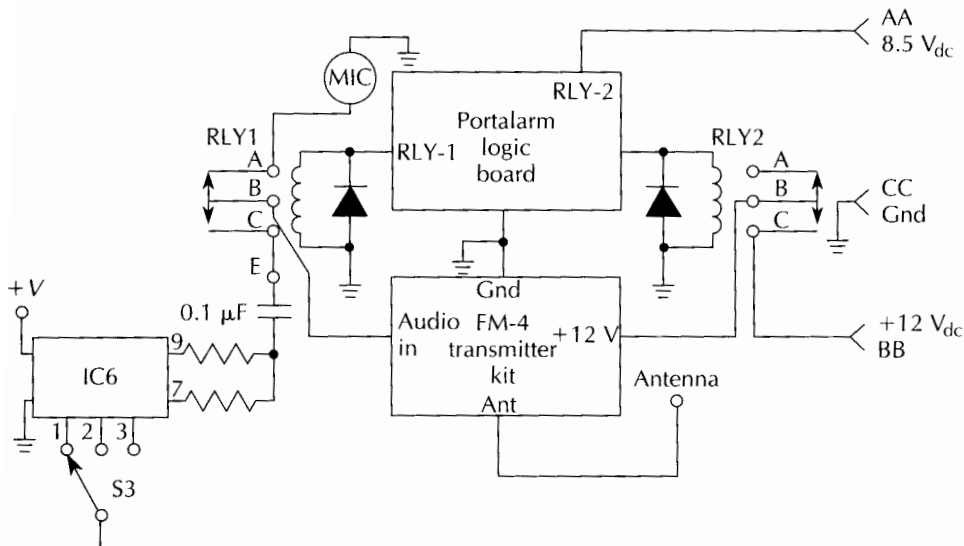 AA
8.5 Vdc
MIC
RLY-2
Portalarm
logic
board
RLY1
RLY-1
RLY2
A
B
C
A
B
C
CC
Gnd
E
+V
0.1 µF
Gnd
Audio
in
FM-4
transmitter
kit
+12 V
Ant
+12 Vdc
BB
Antenna
9
7
IC6
1 2 3
S3